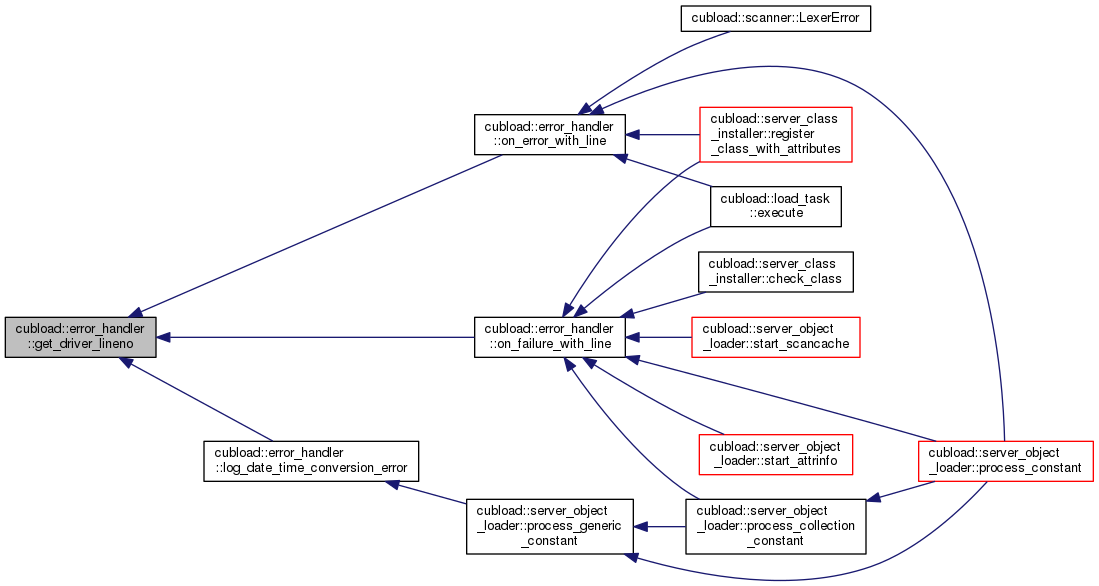 cubload::scanner::LexerError
cubload::error_handler
::on_error_with_line
cubload::server_class
_installer::register
_class_with_attributes
cubload::load_task
::execute
cubload::server_class
_installer::check_class
cubload::error_handler
::get_driver_lineno
cubload::error_handler
::on_failure_with_line
cubload::server_object
_loader::start_scancache
cubload::server_object
_loader::start_attrinfo
cubload::server_object
_loader::process_constant
cubload::error_handler
::log_date_time_conversion_error
cubload::server_object
_loader::process_generic
_constant
cubload::server_object
_loader::process_collection
_constant